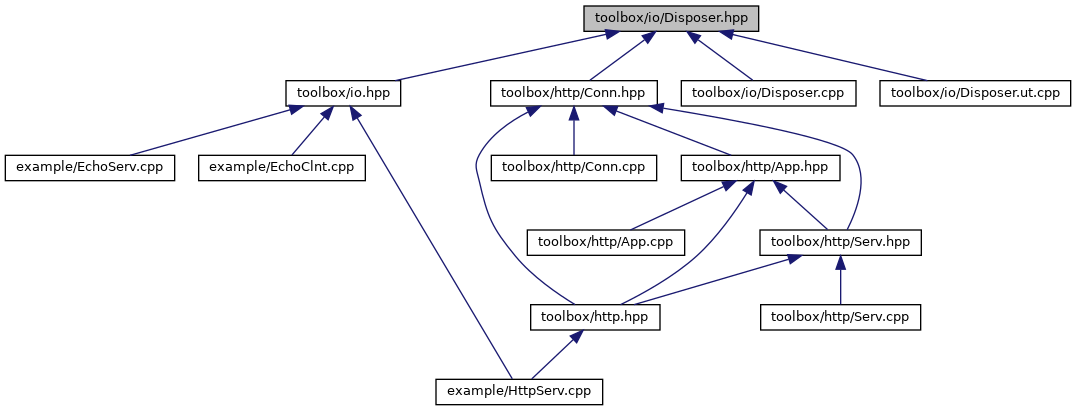 toolbox/io/Disposer.hpp
toolbox/io.hpp
toolbox/http/Conn.hpp
toolbox/io/Disposer.cpp
toolbox/io/Disposer.ut.cpp
example/EchoServ.cpp
example/EchoClnt.cpp
toolbox/http/Conn.cpp
toolbox/http/App.hpp
toolbox/http/App.cpp
toolbox/http/Serv.hpp
toolbox/http.hpp
toolbox/http/Serv.cpp
example/HttpServ.cpp